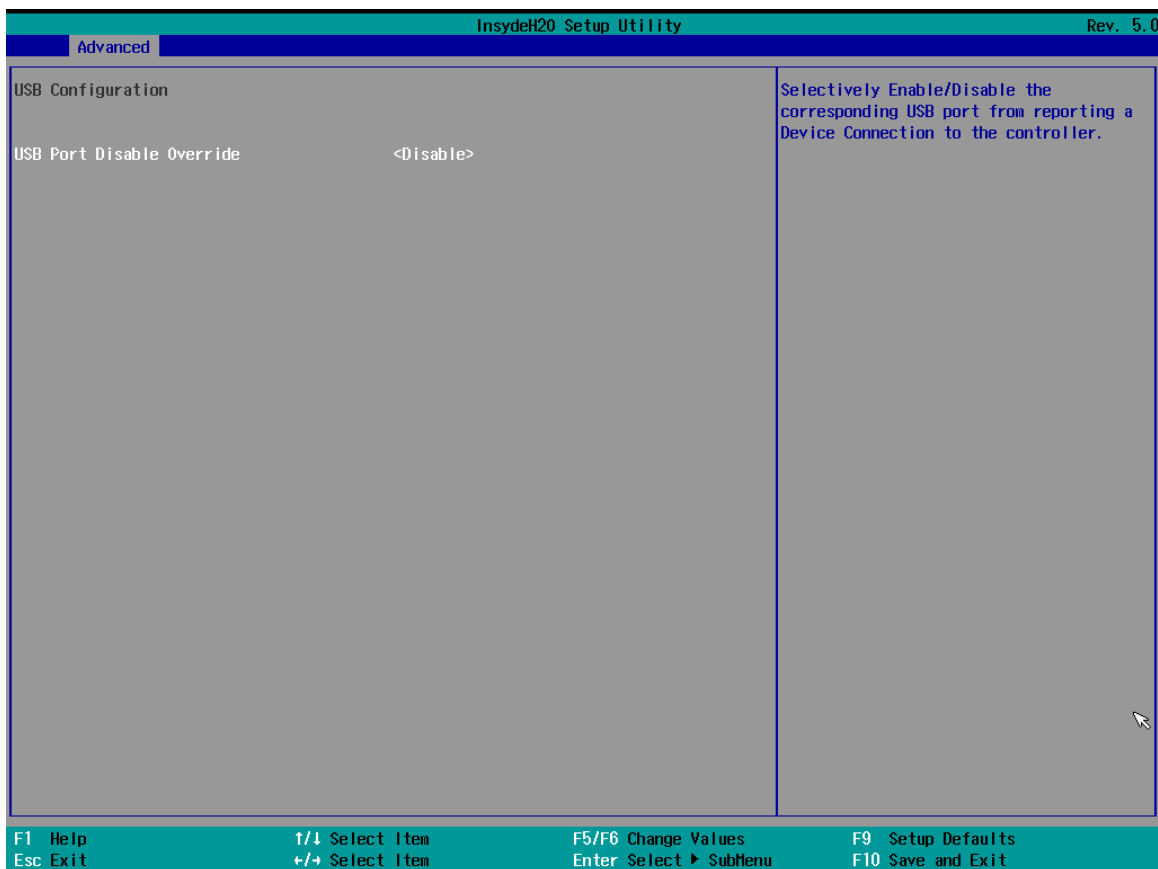 InsydeH20 Setup Utility Rev. 5.0
Advanced
USB Configuration
USB Port Disable Override <Disable>
Selectively Enable/Disable the
corresponding USB port from reporting a
Device Connection to the controller.
F1 Help ↑/↓ Select Item F5/F6 Change Values F9 Setup Defaults
Esc Exit ←/→ Select Item Enter Select ▶ SubMenu F10 Save and Exit